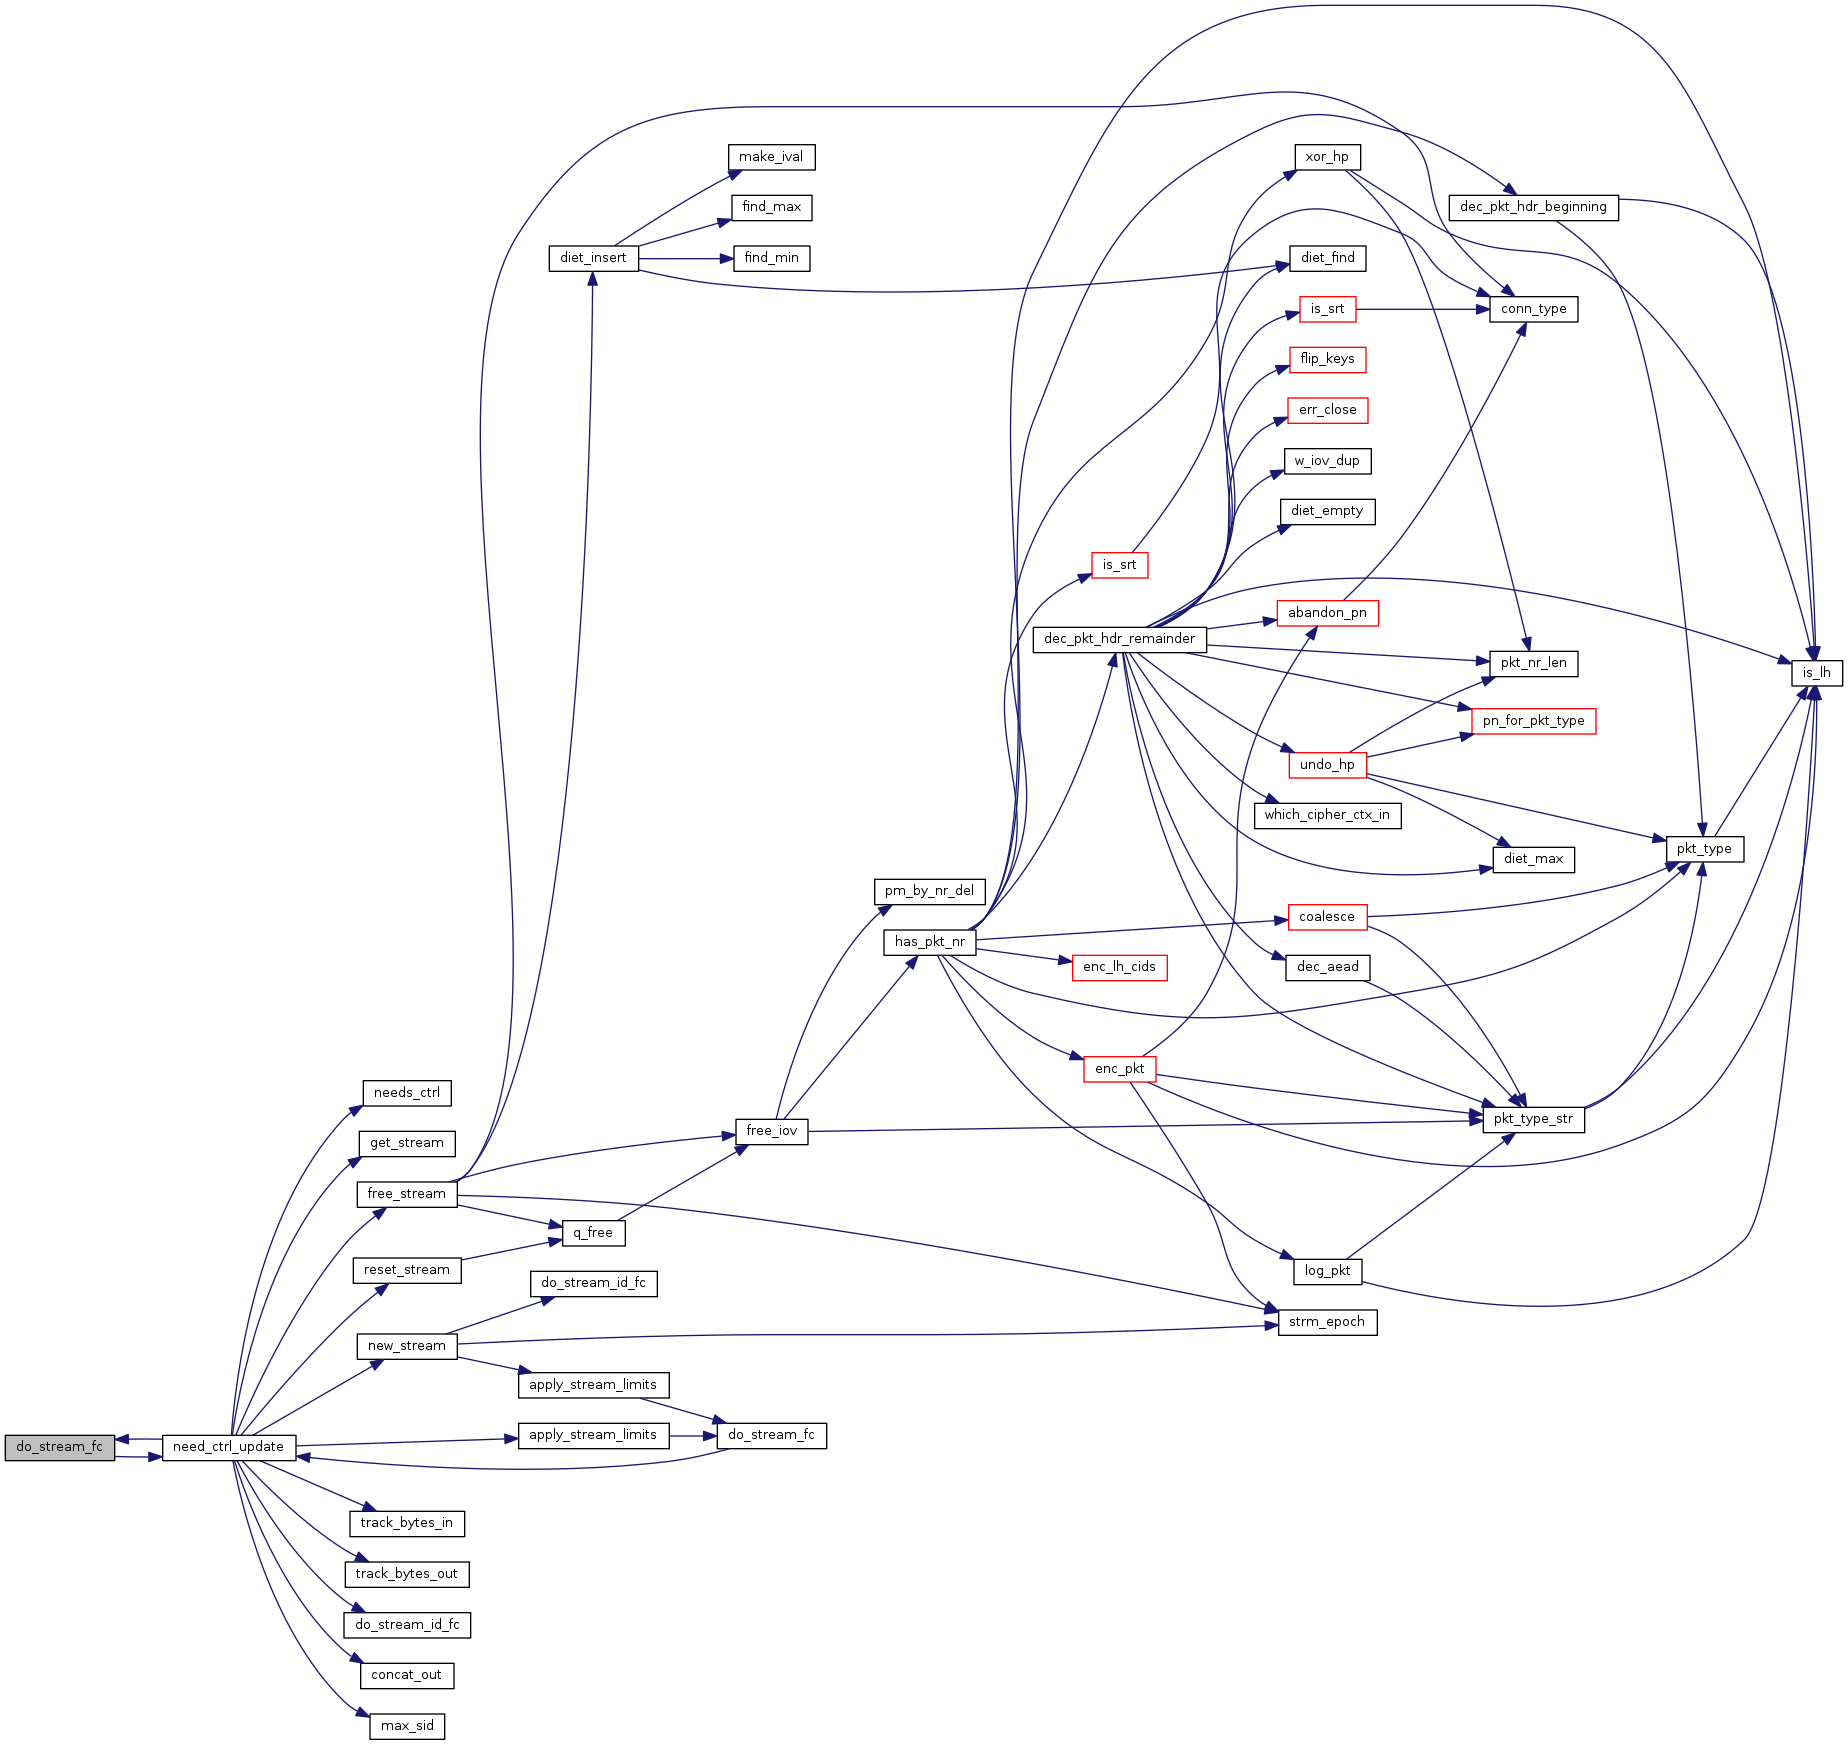 make_ival
xor_hp
find_max
dec_pkt_hdr_beginning
diet_insert
find_min
diet_find
is_srt
conn_type
flip_keys
err_close
w_iov_dup
diet_empty
is_srt
abandon_pn
dec_pkt_hdr_remainder
pkt_nr_len
is_lh
pn_for_pkt_type
undo_hp
which_cipher_ctx_in
pkt_type
diet_max
pm_by_nr_del
coalesce
has_pkt_nr
enc_lh_cids
dec_aead
enc_pkt
needs_ctrl
pkt_type_str
free_iov
get_stream
free_stream
q_free
reset_stream
log_pkt
do_stream_id_fc
strm_epoch
new_stream
apply_stream_limits
apply_stream_limits
do_stream_fc
do_stream_fc
need_ctrl_update
track_bytes_in
track_bytes_out
do_stream_id_fc
concat_out
max_sid